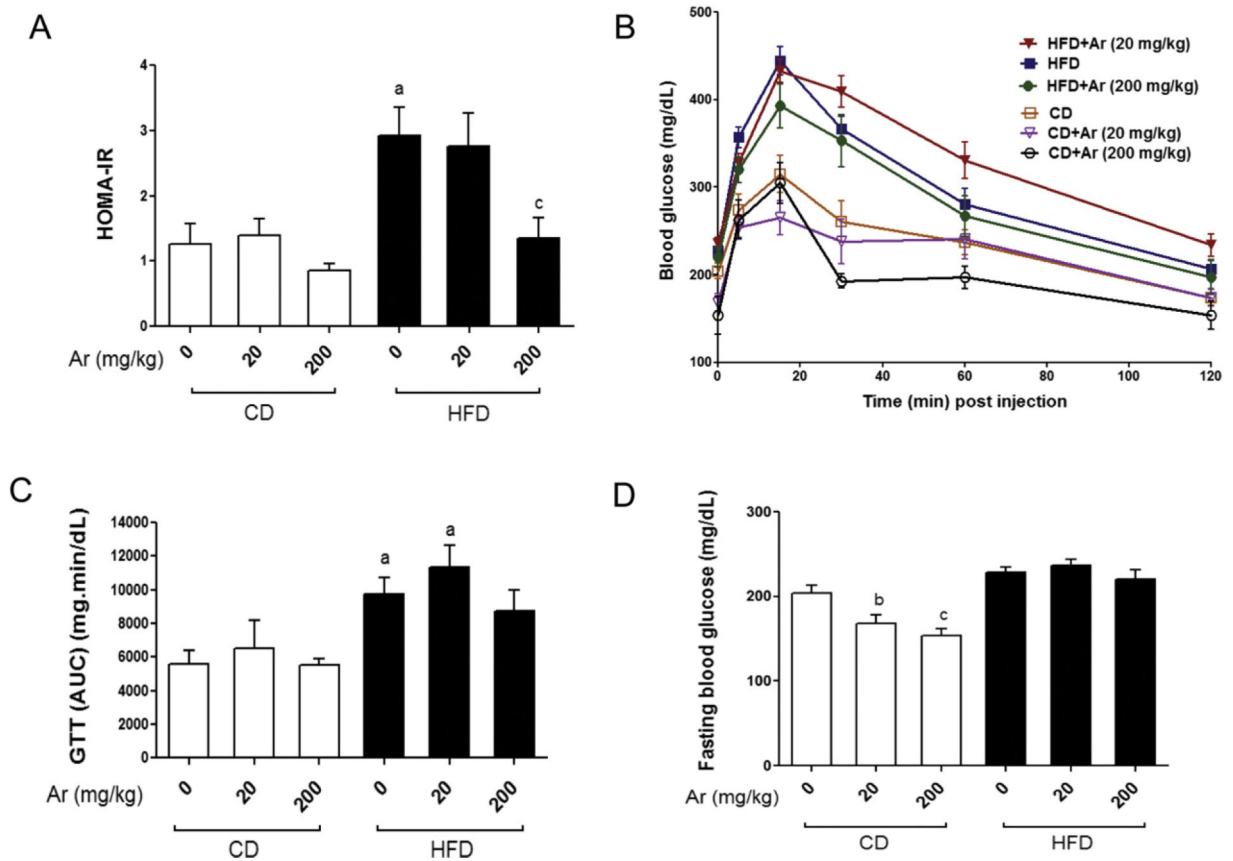 A
HOMA-IR
4
3
2
1
0
a
c
Ar (mg/kg)
0
20
200
0
20
200
CD
HFD
B
Blood glucose (mg/dL)
500
400
300
200
100
HFD+Ar (20 mg/kg)
HFD
HFD+Ar (200 mg/kg)
CD
CD+Ar (20 mg/kg)
CD+Ar (200 mg/kg)
0
20
40
60
80
100
120
Time (min) post injection
C
GTT (AUC) (mg.min/dL)
14000
12000
10000
8000
6000
4000
2000
0
a
a
Ar (mg/kg)
0
20
200
0
20
200
CD
HFD
D
Fasting blood glucose (mg/dL)
300
200
100
0
b
c
Ar (mg/kg)
0
20
200
0
20
200
CD
HFD